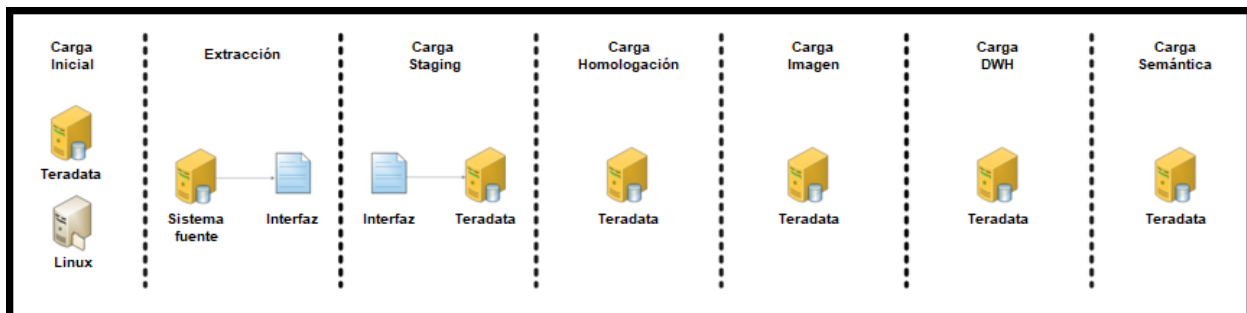 Carga
Inicial
Teradata
Linux
Extracción
Sistema
fuente
Interfaz
Carga
Staging
Interfaz
Teradata
Carga
Homologación
Teradata
Carga
Imagen
Teradata
Carga
DWH
Teradata
Carga
Semántica
Teradata